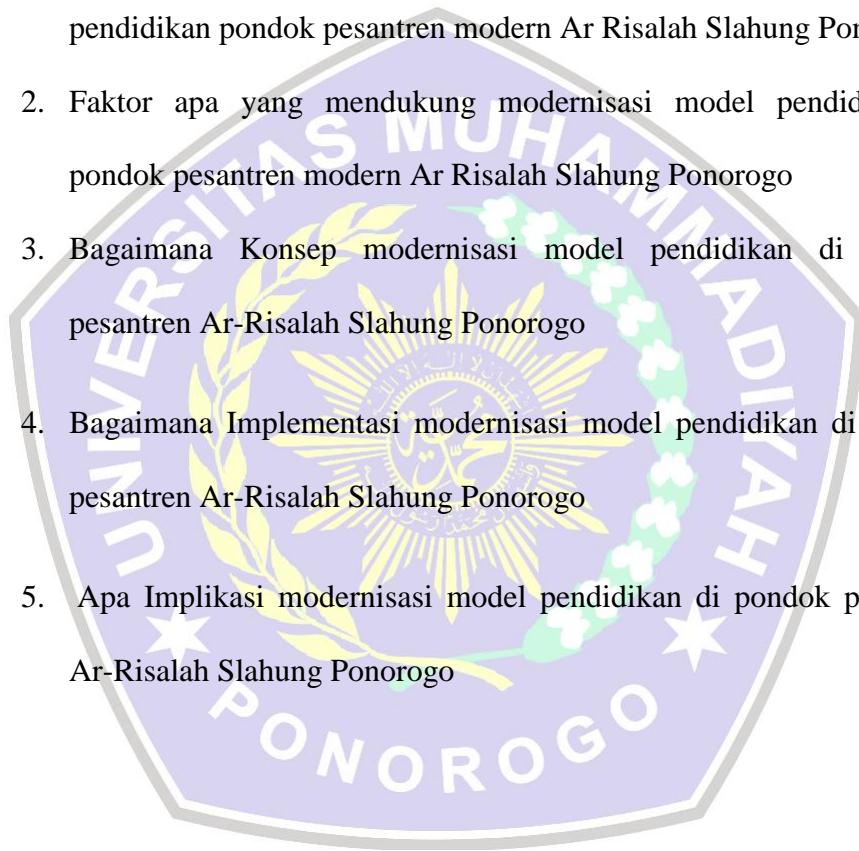 pendidikan pondok pesantren modern Ar Risalah Slahung
2. Faktor apa yang mendukung modernisasi model
pondok pesantren modern Ar Risalah Slahung Ponorogo
3. Bagaimana Konsep modernisasi model pendidikan di
pesantren Ar-Risalah Slahung Ponorogo
4. Bagaimana Implementasi modernisasi model pendidikan di
pesantren Ar-Risalah Slahung Ponorogo
5. Apa Implikasi modernisasi model pendidikan di pondok
Ar-Risalah Slahung Ponorogo
UNIVERSITAS MUHAMMADIYAH
PONOROGO